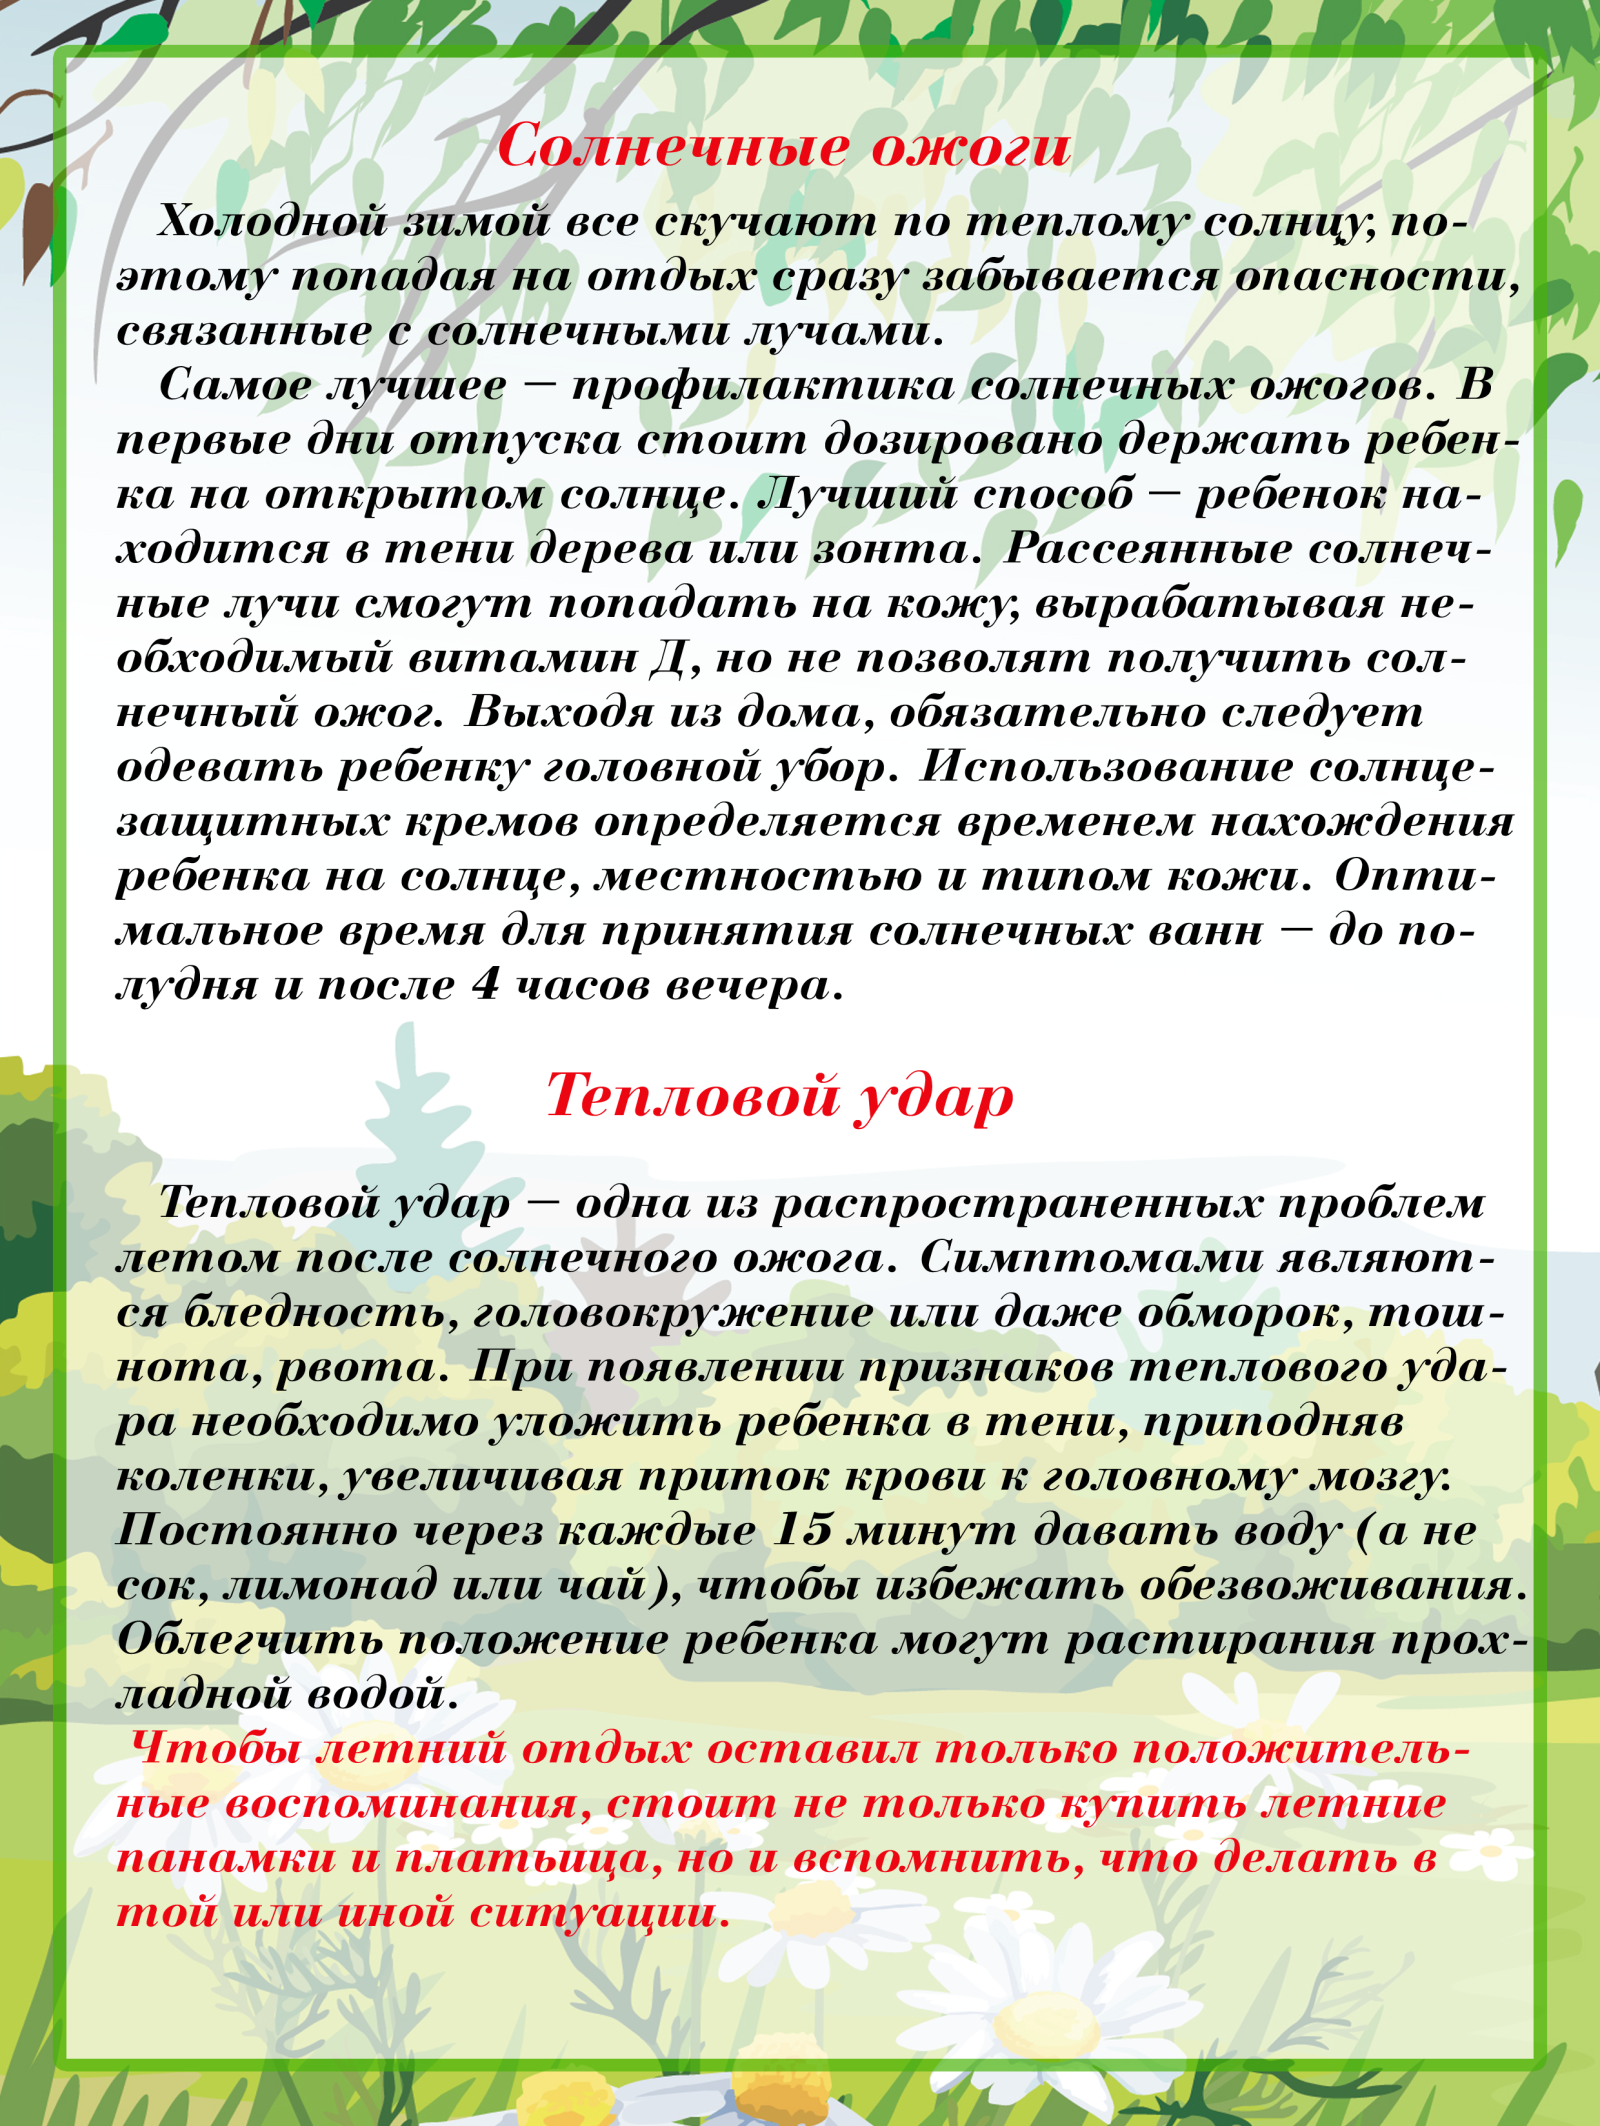 Солнечные ожоги
Холодной зимой все скучают по теплому солнцу, по-
этому попадая на отдых сразу забывается опасности,
связанные с солнечными лучами.
Самое лучшее – профилактика солнечных ожогов. В
первые дни отпуска стоит дозировано держать ребен-
ка на открытом солнце. Лучший способ – ребенок на-
ходится в тени дерева или зонта. Рассеянные солнеч-
ные лучи смогут попадать на кожу, вырабатывая не-
обходимый витамин Д, но не позволят получить сол-
нечный ожог. Выходя из дома, обязательно следует
одевать ребенку головной убор. Использование солнце-
защитных кремов определяется временем нахождения
ребенка на солнце, местностью и типом кожи. Опти-
мальное время для принятия солнечных ванн – до по-
лудня и после 4 часов вечера.
Тепловой удар
Тепловой удар – одна из распространенных проблем
летом после солнечного ожога. Симптомами являют-
ся бледность, головокружение или даже обморок, тош-
нота, рвота. При появлении признаков теплового уда-
ра необходимо уложить ребенка в тени, приподняв
коленки, увеличивая приток крови к головному мозгу.
Постоянно через каждые 15 минут давать воду (а не
сок, лимонад или чай), чтобы избежать обезвоживания.
Облегчить положение ребенка могут растирания прох-
ладной водой.
Чтобы летний отдых оставил только положитель-
ные воспоминания, стоит не только купить летние
панамки и платьица, но и вспомнить, что делать в
той или иной ситуации.